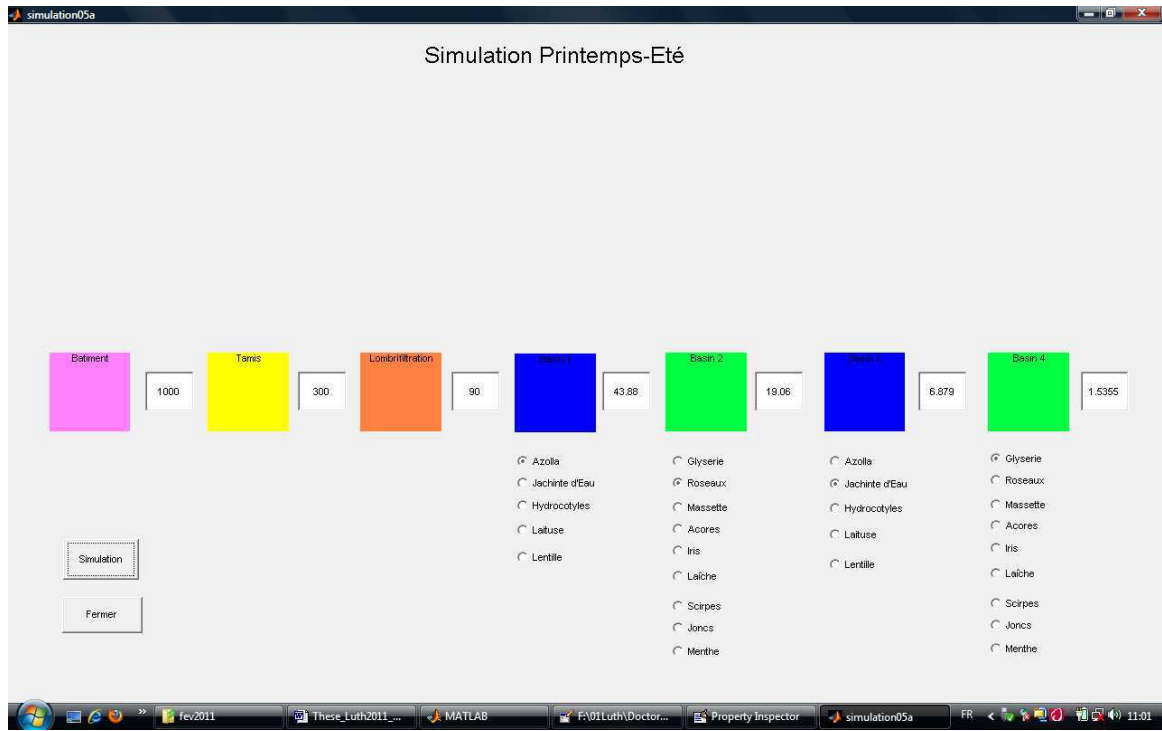 simulation05a
Simulation Printemps-Eté
Batiment
1000
Tamis
300
Lombrifiltration
90
43.88
Basin 2
19.06
6.879
Basin 4
1.5355
Azolla
Jachinte d'Eau
Hydrocotyles
Laituse
Lentille
Glyserie
Roseaux
Massette
Acores
Iris
Laîche
Scirpes
Joncs
Menthe
Azolla
Jachinte d'Eau
Hydrocotyles
Laituse
Lentille
Glyserie
Roseaux
Massette
Acores
Iris
Laîche
Scirpes
Joncs
Menthe
Simulation
Fermer
fev2011
These_Luth2011_...
MATLAB
F:\01Luth\Doctor...
Property Inspector
simulation05a
FR
11:01